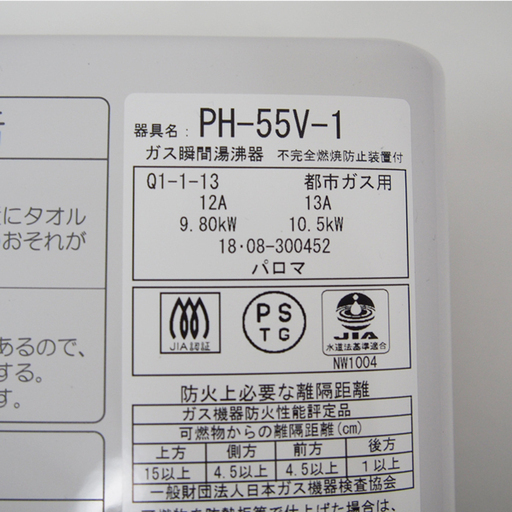 器具名: PH-55V-1
ガス瞬間湯沸器 不完全燃焼防止装置付
Q1-1-13 都市ガス用
12A 13A
9.80kW 10.5kW
18・08-300452
パロマ
JIA認証
PS
TG
JIA
水道法基準適合
NW1004
防火上必要な離隔距離
ガス機器防火性能評定品
可燃物からの離隔距離(cm)
上方 側方 前方 後方
15以上 4.5以上 4.5以上 1以上
一般財団法人日本ガス機器検査協会
にタオル
おそれが
あるので、
する。
す。